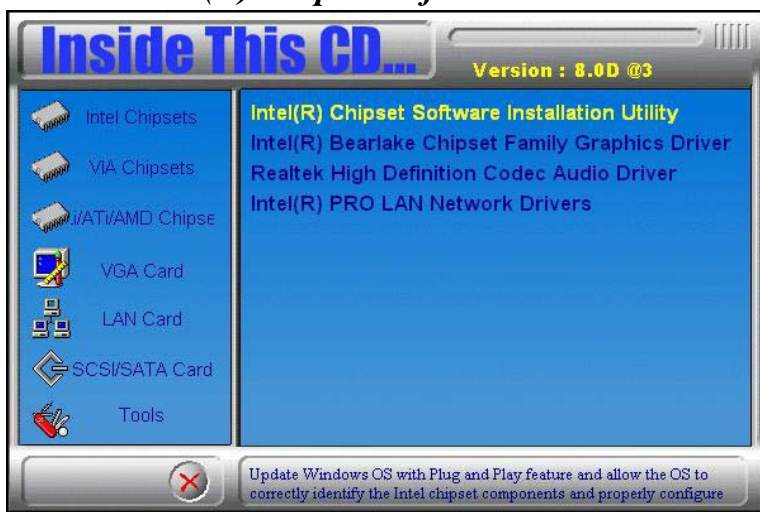 Inside This CD...
Version : 8.0D @3
Intel Chipsets
VIA Chipsets
.i/ATi/AMD Chipse
VGA Card
LAN Card
SCSI/SATA Card
Tools
Intel(R) Chipset Software Installation Utility
Intel(R) Bearlake Chipset Family Graphics Driver
Realtek High Definition Codec Audio Driver
Intel(R) PRO LAN Network Drivers
Update Windows OS with Plug and Play feature and allow the OS to
correctly identify the Intel chipset components and properly configure